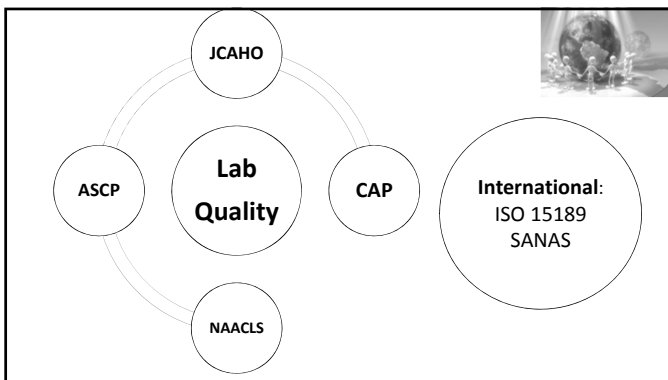 JCAHO
ASCP
Lab
Quality
CAP
International:
ISO 15189
SANAS
NAACLS